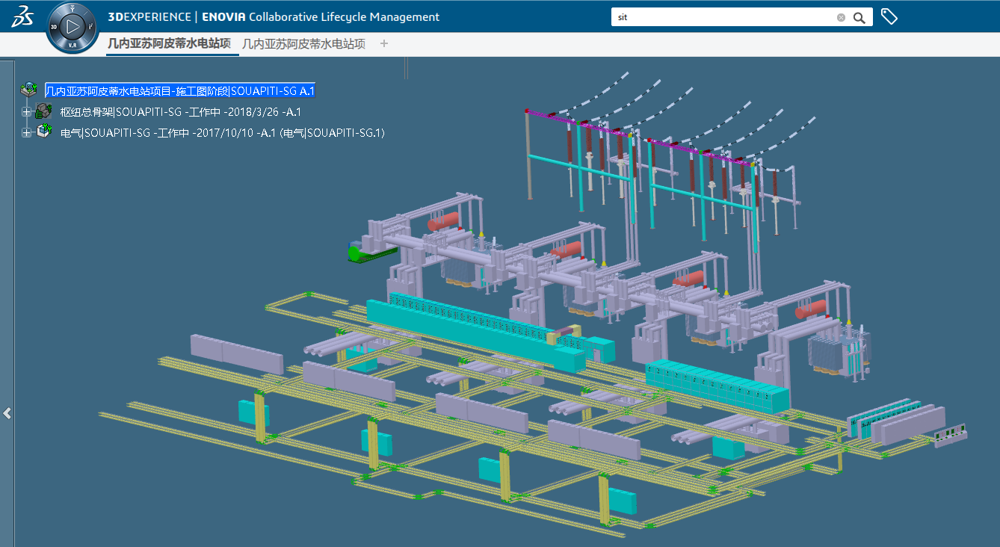 3DEXPERIENCE | ENOVIA Collaborative Lifecycle Management
sit
3D
V.R
几内亚苏阿皮蒂水电站项 几内亚苏阿皮蒂水电站项 +
几内亚苏阿皮蒂水电站项目-施工图阶段|SOUAPITI-SG A.1
枢纽总骨架|SOUAPITI-SG -工作中 -2018/3/26 -A.1
电气|SOUAPITI-SG -工作中 -2017/10/10 -A.1 (电气|SOUAPITI-SG.1)